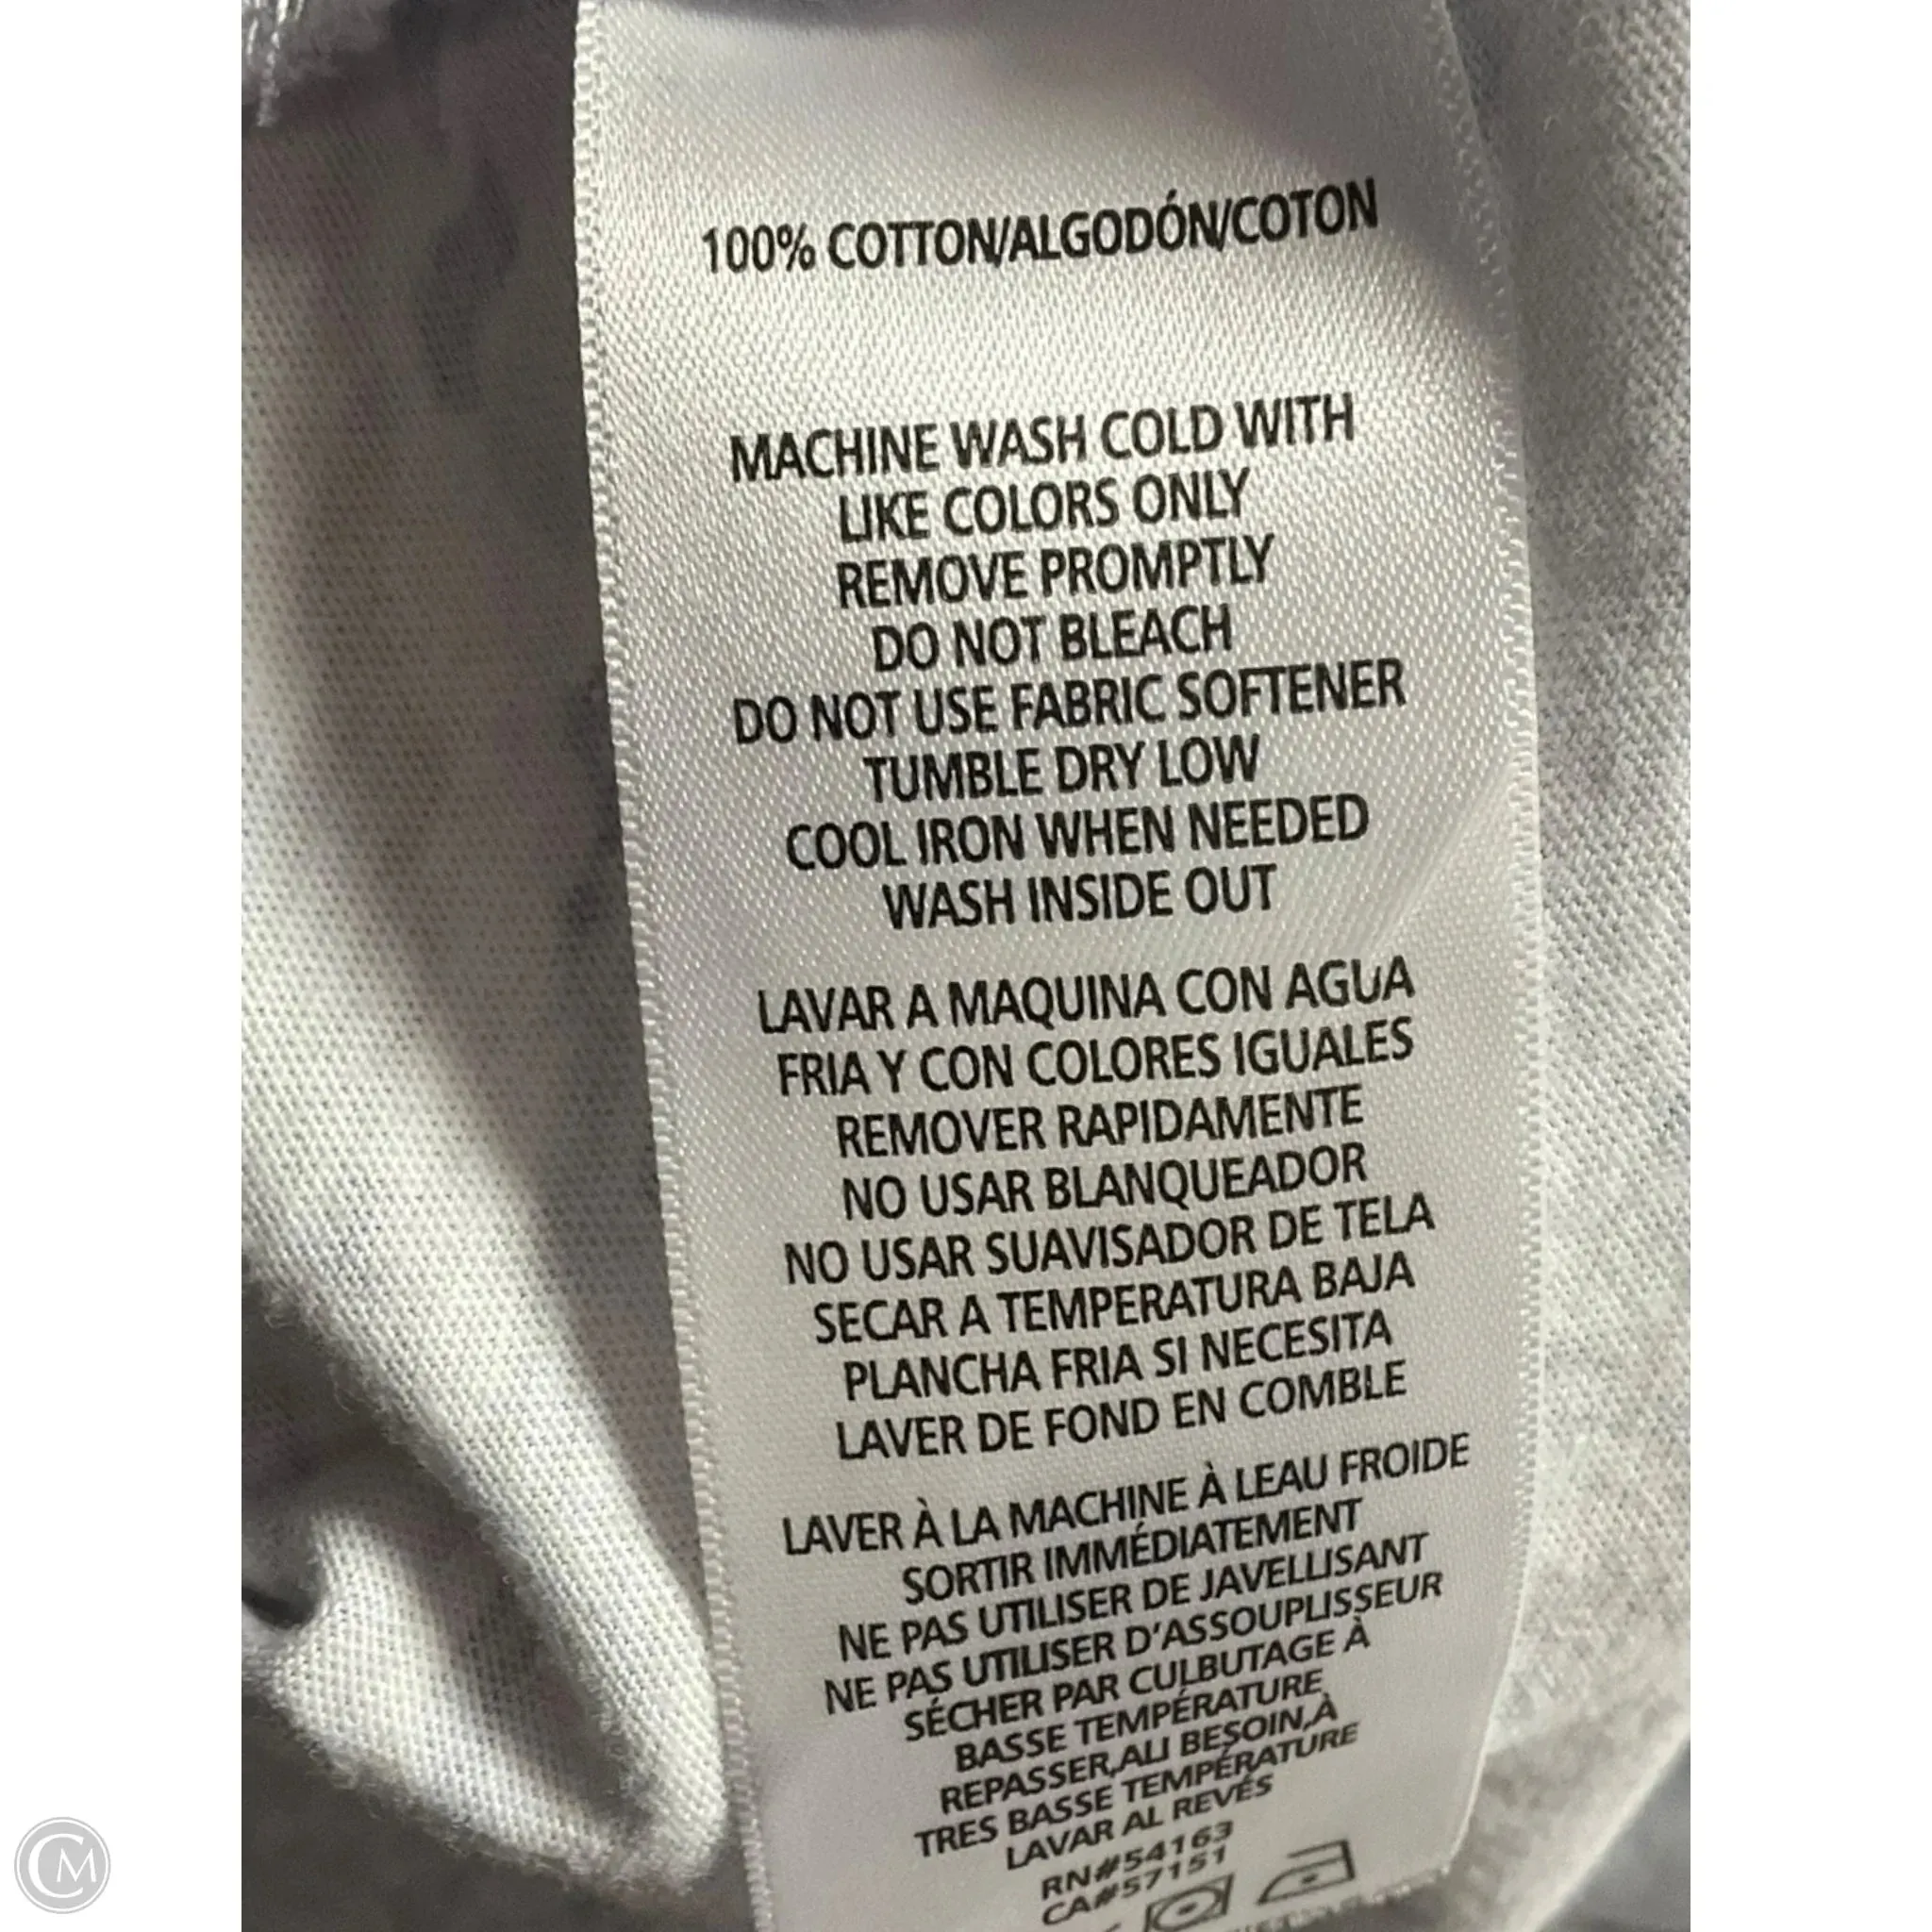 100% COTTON/ALGODÓN/COTON
MACHINE WASH COLD WITH
LIKE COLORS ONLY
REMOVE PROMPTLY
DO NOT BLEACH
DO NOT USE FABRIC SOFTENER
TUMBLE DRY LOW
COOL IRON WHEN NEEDED
WASH INSIDE OUT
LAVAR A MAQUINA CON AGUA
FRIA Y CON COLORES IGUALES
REMOVER RAPIDAMENTE
NO USAR BLANQUEADOR
NO USAR SUAVISADOR DE TELA
SECAR A TEMPERATURA BAJA
PLANCHA FRIA SI NECESITA
LAVER DE FOND EN COMBLE
LAVER À LA MACHINE À LEAU FROIDE
SORTIR IMMÉDIATEMENT
NE PAS UTILISER DE JAVELLISANT
NE PAS UTILISER D'ASSOUPLISSEUR
SÉCHER PAR CULBUTAGE À
BASSE TEMPÉRATURE
REPASSER,ALI BESOIN,À
TRES BASSE TEMPÉRATURE
LAVAR AL REVÉS
RN#54163
CA#57151
CM